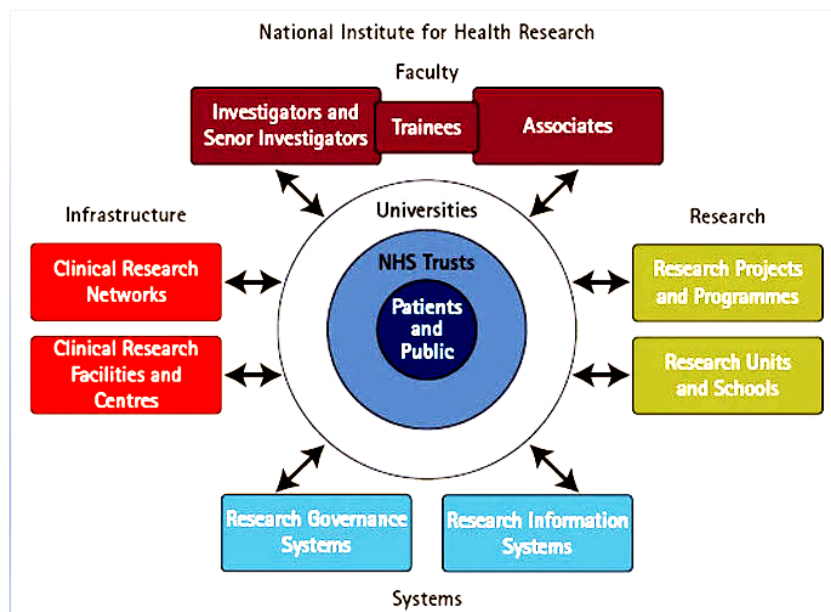 National Institute for Health Research
Faculty
Investigators and
Senor Investigators
Trainees
Associates
Infrastructure
Universities
Research
Clinical Research
Networks
NHS Trusts
Research Projects
and Programmes
Patients
and
Public
Clinical Research
Facilities and
Centres
Research Units
and Schools
Research Governance
Systems
Research Information
Systems
Systems